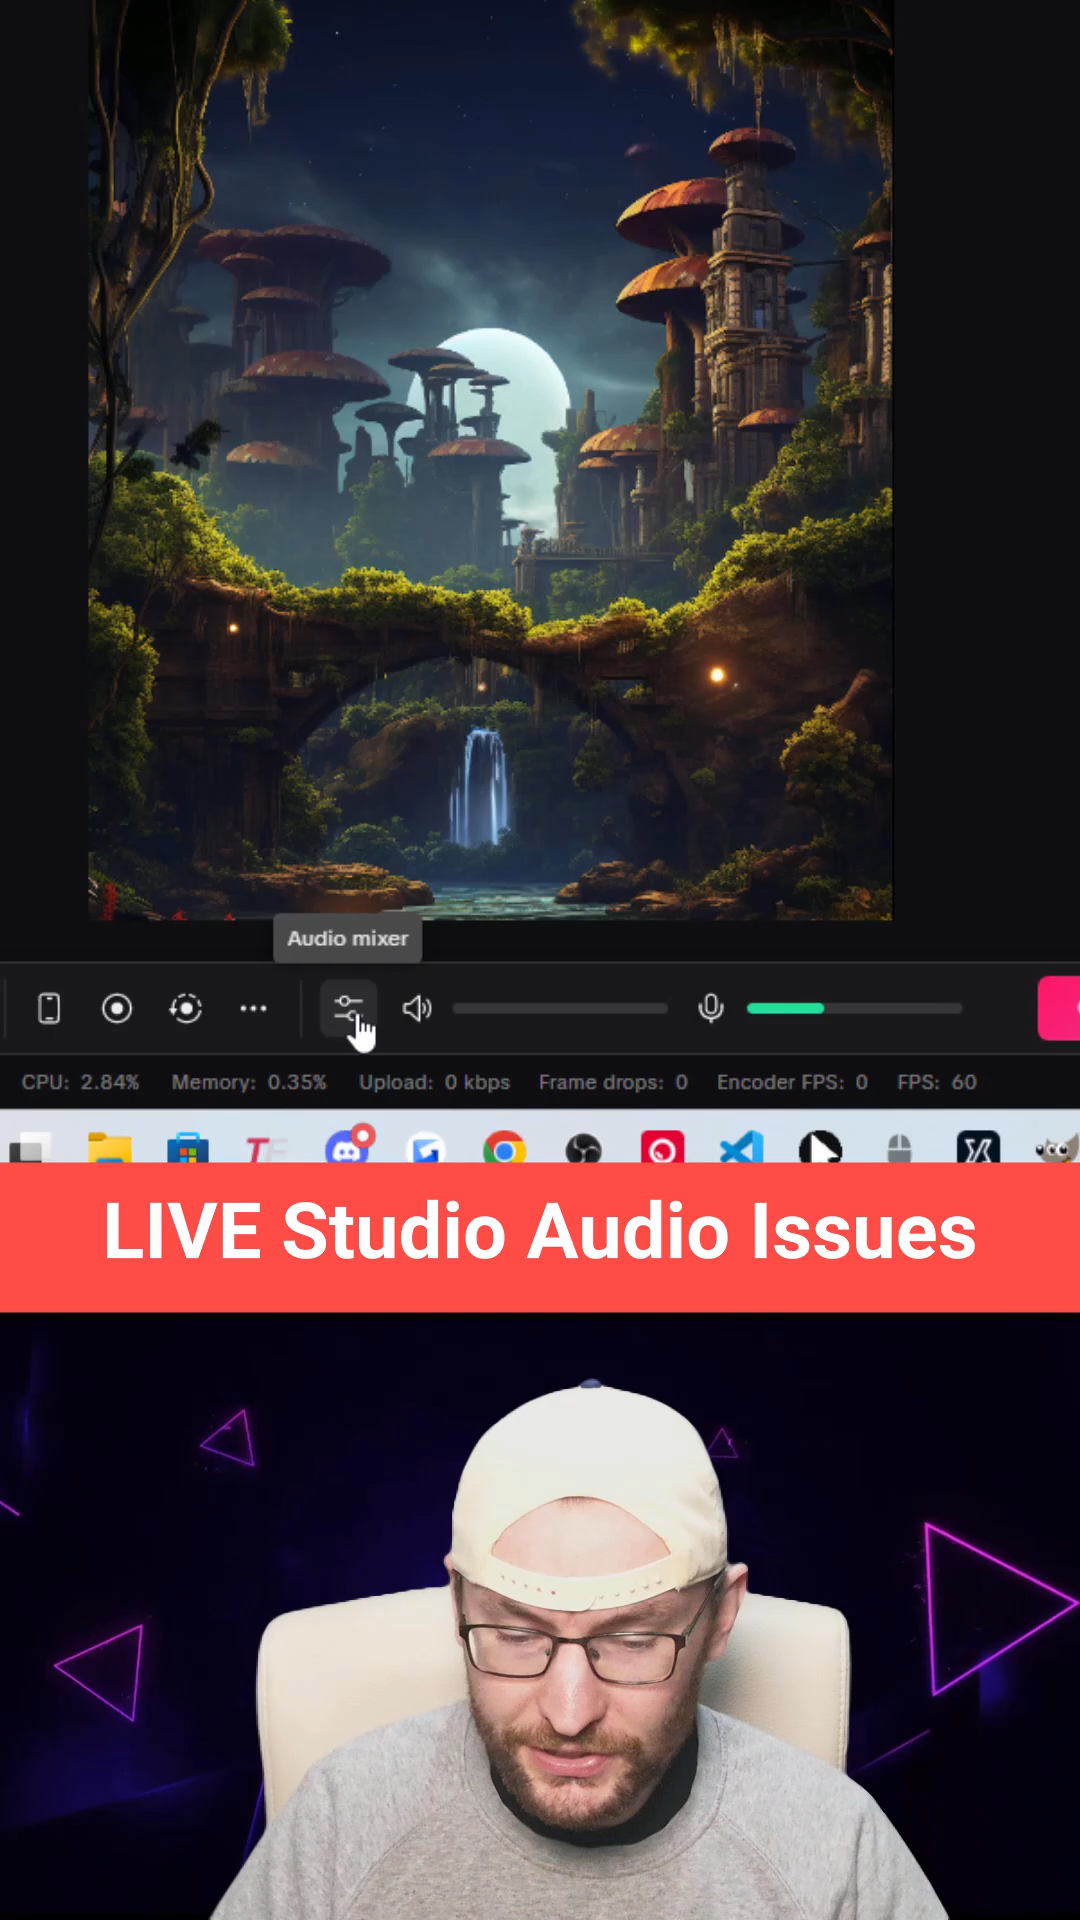 Audio mixer
CPU: 2.84% Memory: 0.35% Upload: 0 kbps Frame drops: 0 Encoder FPS: 0 FPS: 60
LIVE Studio Audio Issues